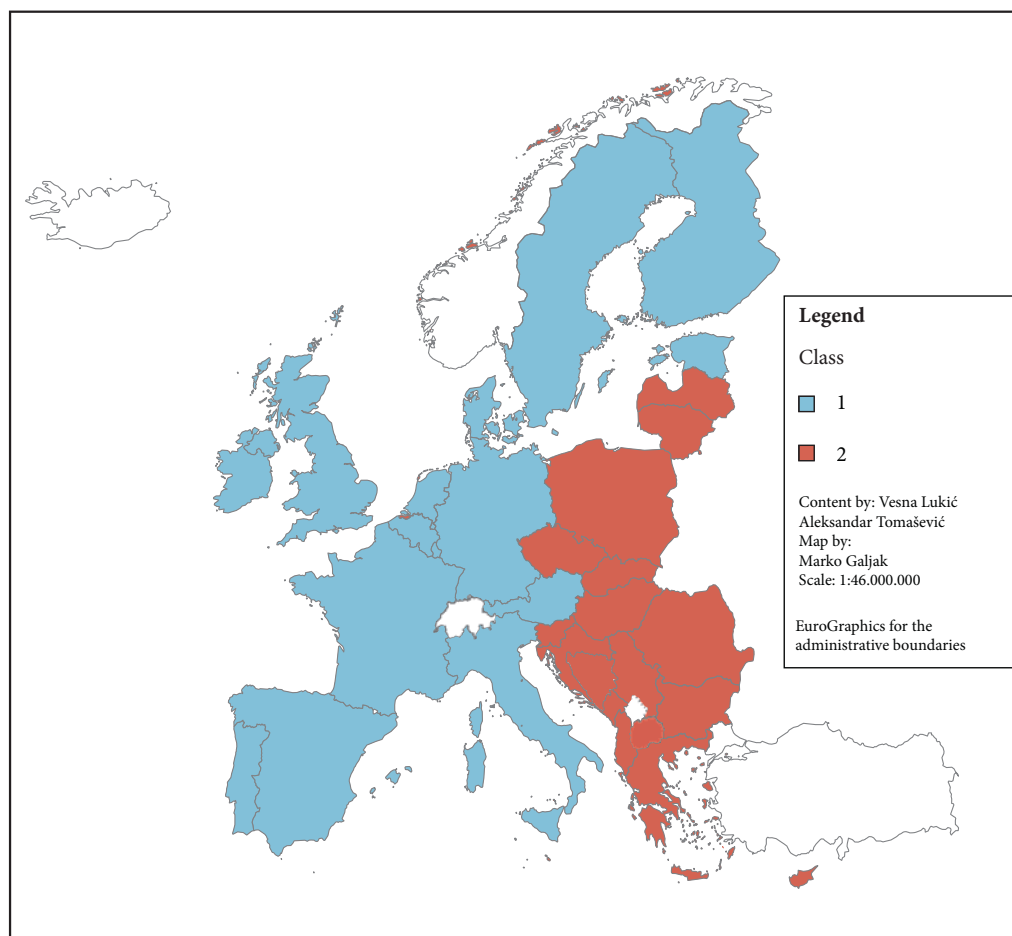 Legend
Class
1
2
Content by: Vesna Lukić
Aleksandar Tomašević
Map by:
Marko Galjak
Scale: 1:46.000.000
EuroGraphics for the
administrative boundaries